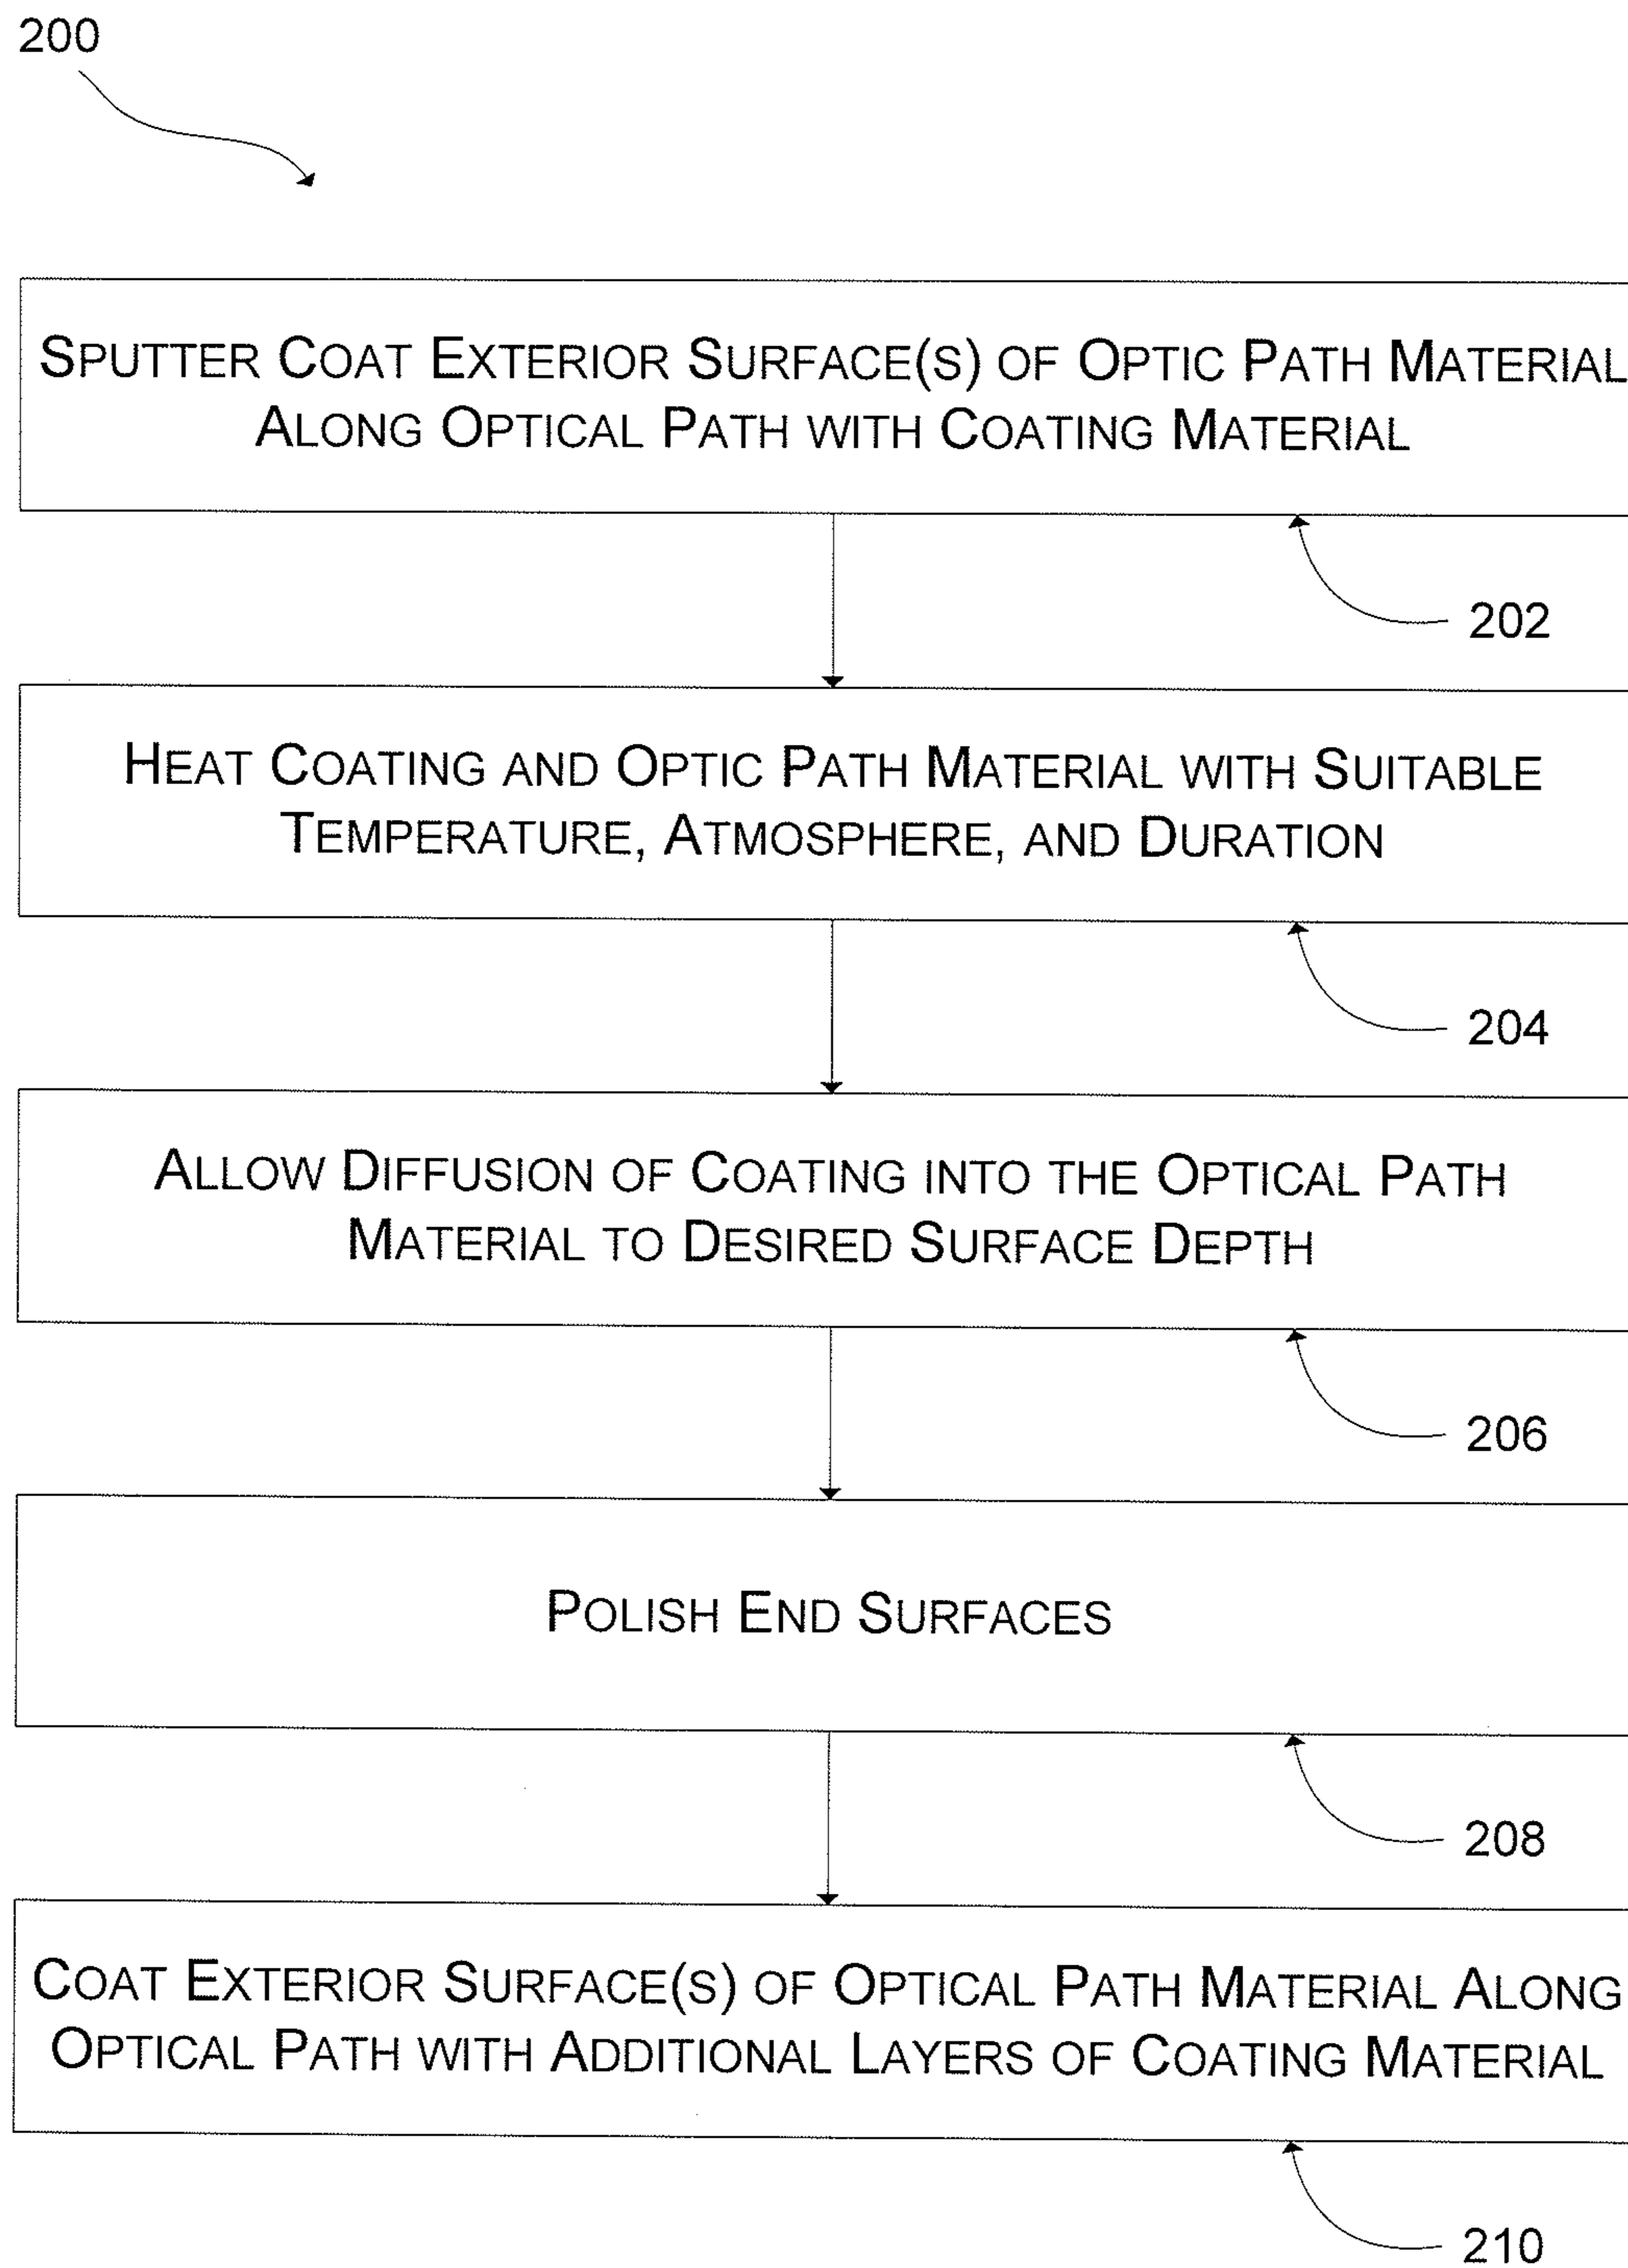 200
SPUTTER COAT EXTERIOR SURFACE(S) OF OPTIC PATH MATERIAL
ALONG OPTICAL PATH WITH COATING MATERIAL
202
HEAT COATING AND OPTIC PATH MATERIAL WITH SUITABLE
TEMPERATURE, ATMOSPHERE, AND DURATION
204
ALLOW DIFFUSION OF COATING INTO THE OPTICAL PATH
MATERIAL TO DESIRED SURFACE DEPTH
206
POLISH END SURFACES
208
COAT EXTERIOR SURFACE(S) OF OPTICAL PATH MATERIAL ALONG
OPTICAL PATH WITH ADDITIONAL LAYERS OF COATING MATERIAL
210